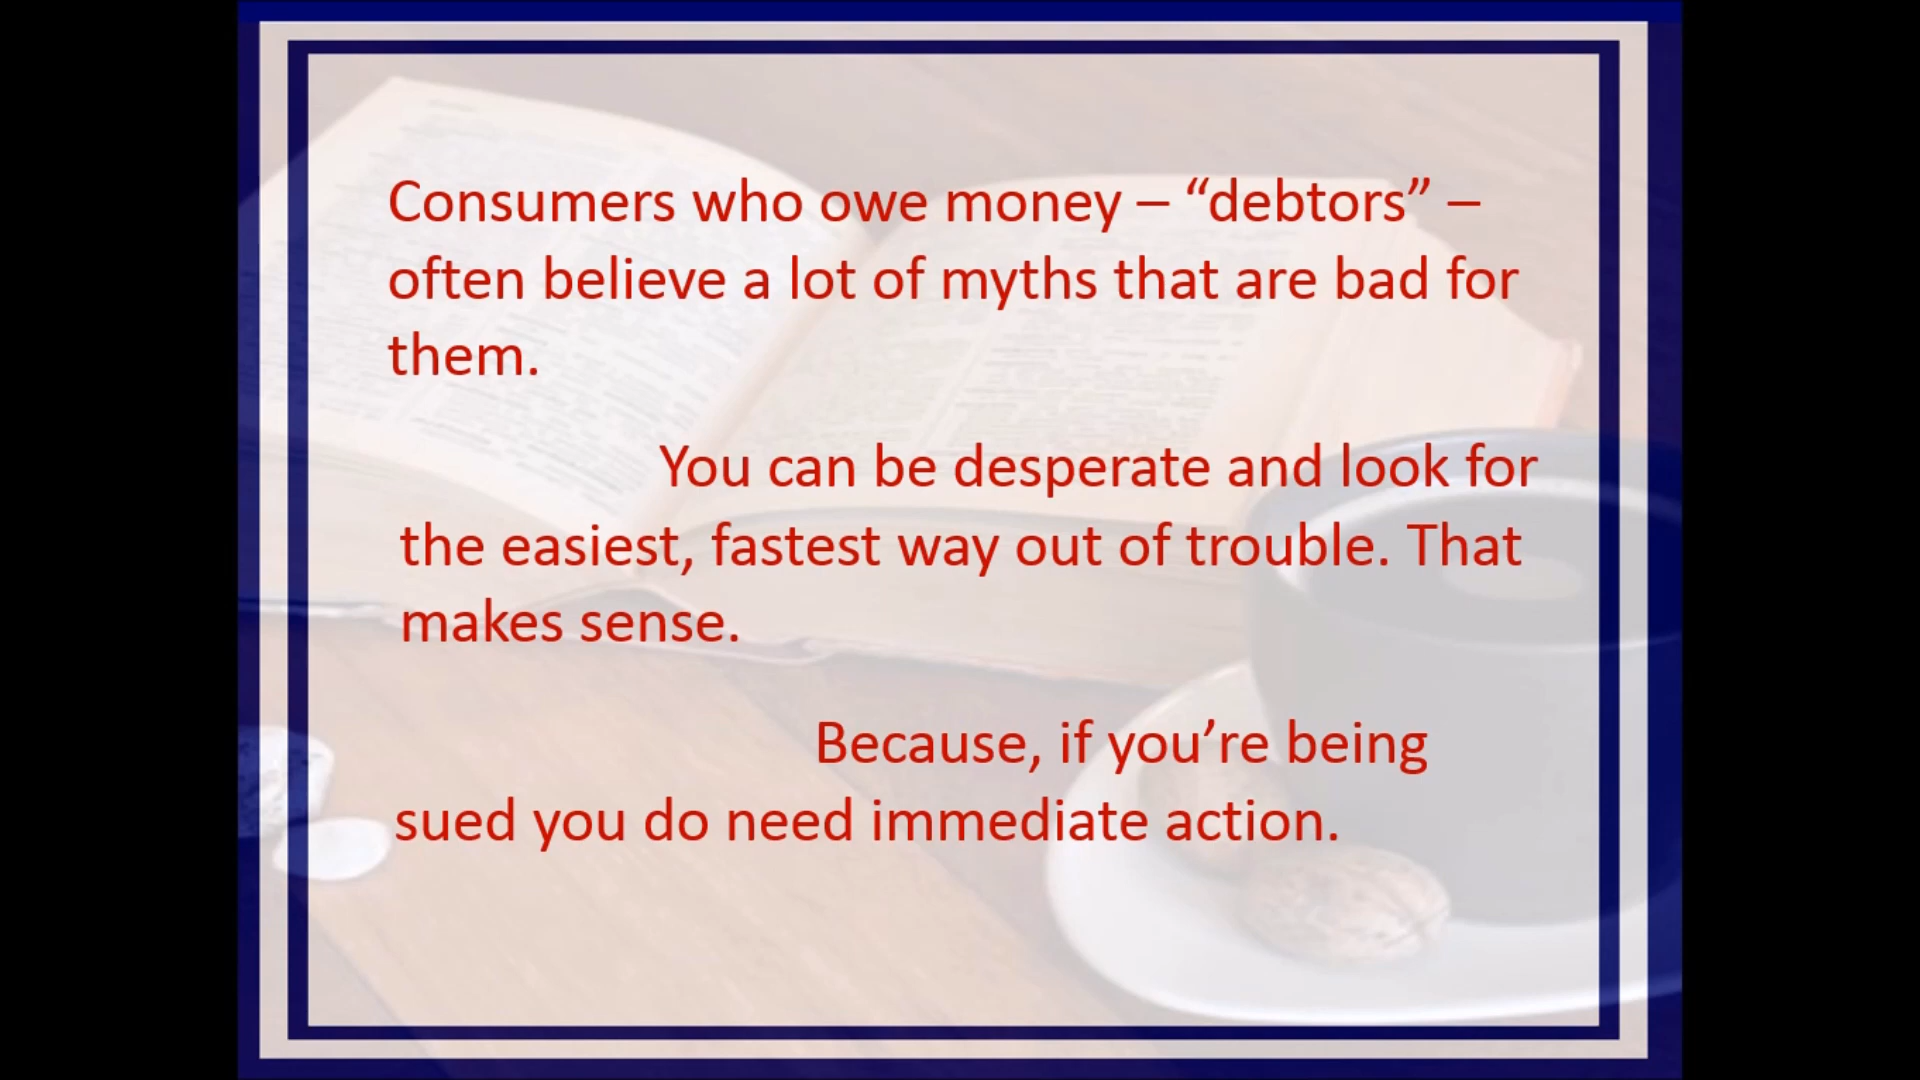 Consumers who owe money – “debtors” –
often believe a lot of myths that are bad for
them.
You can be desperate and look for
the easiest, fastest way out of trouble. That
makes sense.
Because, if you’re being
sued you do need immediate action.